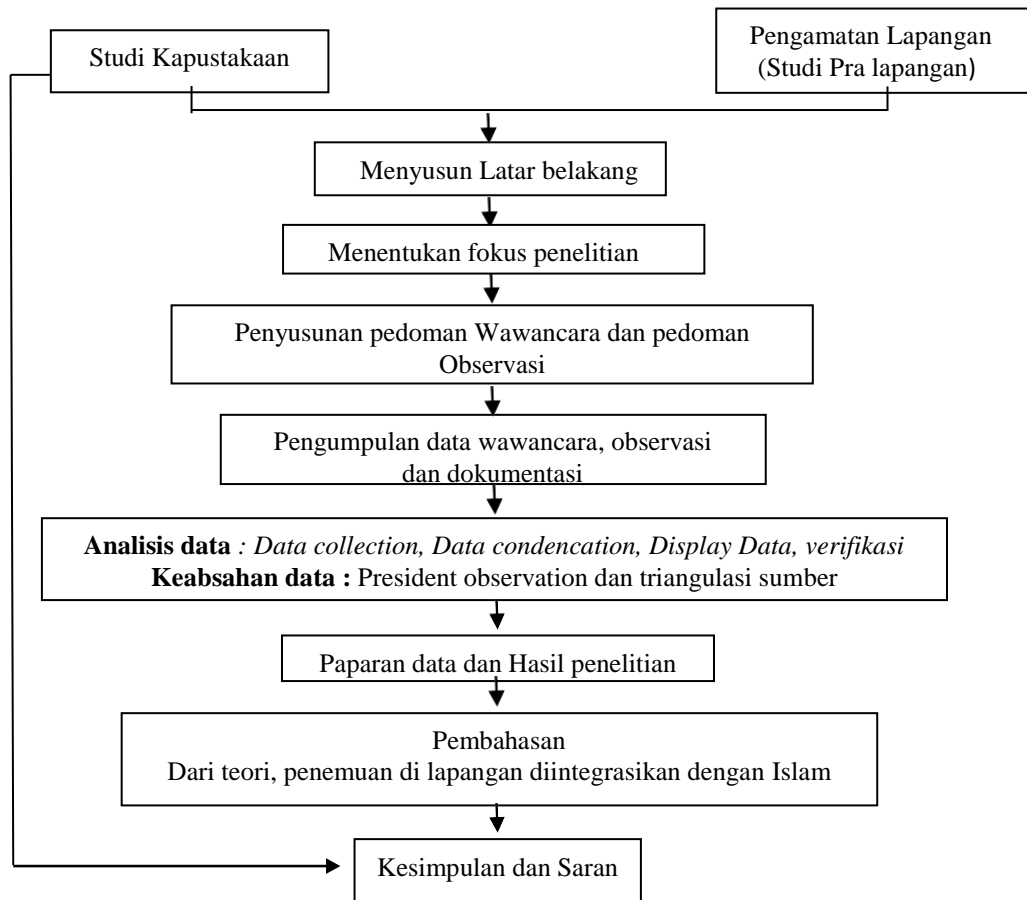 Studi Kapustakaan
Pengamatan Lapangan
(Studi Pra lapangan)
Menyusun Latar belakang
Menentukan fokus penelitian
Penyusunan pedoman Wawancara dan pedoman
Observasi
Pengumpulan data wawancara, observasi
dan dokumentasi
Analisis data : Data collection, Data condencation, Display Data, verifikasi
Keabsahan data : President observation dan triangulasi sumber
Paparan data dan Hasil penelitian
Pembahasan
Dari teori, penemuan di lapangan diintegrasikan dengan Islam
Kesimpulan dan Saran